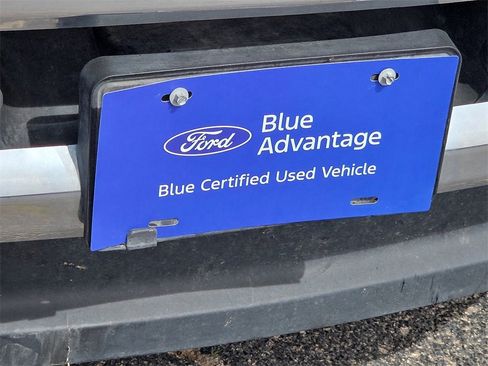 Ford
Blue
Advantage
Blue Certified Used Vehicle